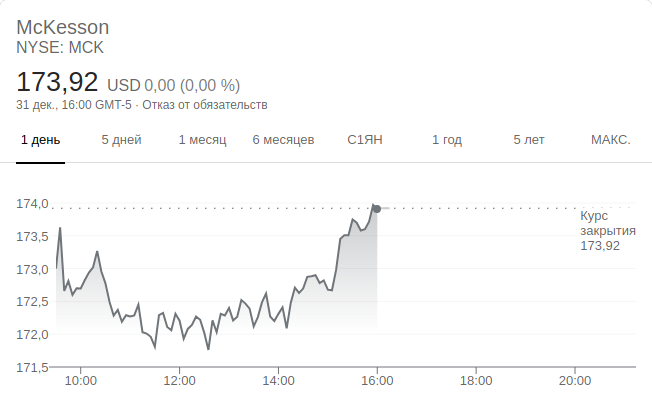 McKesson
NYSE: MCK
173,92 USD 0,00 (0,00 %)
31 дек., 16:00 GMT-5 · Отказ от обязательств
1 день 5 дней 1 месяц 6 месяцев С1ЯН 1 год 5 лет МАКС.
174,0
173,5
173,0
172,5
172,0
171,5
Курс
закрытия
173,92
10:00 12:00 14:00 16:00 18:00 20:00